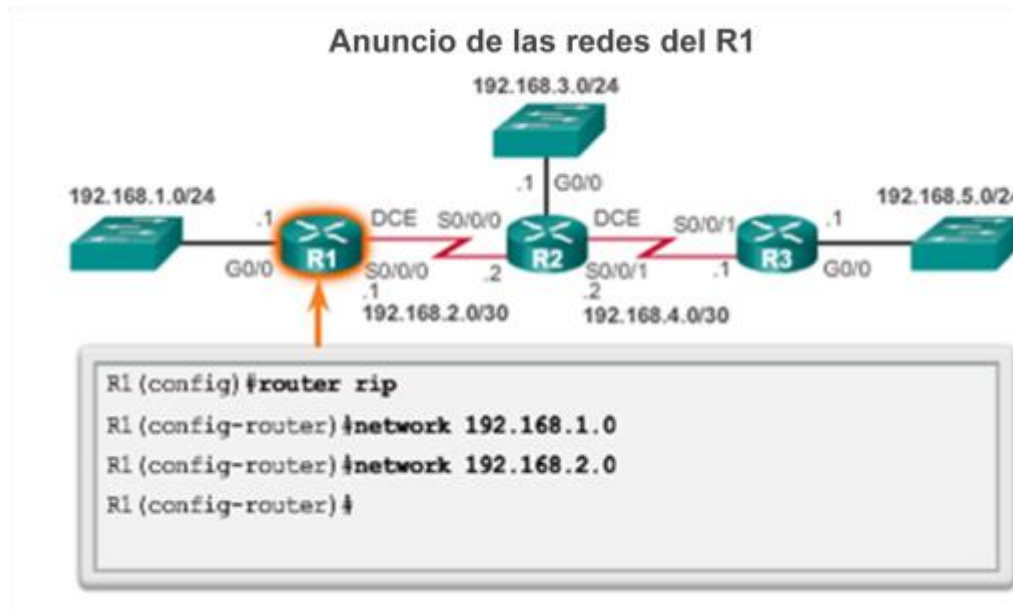 Anuncio de las redes del R1
192.168.3.0/24
.1 G0/0
192.168.1.0/24
192.168.5.0/24
.1 DCE S0/0/0 DCE S0/0/1 .1
R1 R2 R3
G0/0 S0/0/0 .2 S0/0/1 .1 G0/0
.1 .2
192.168.2.0/30 192.168.4.0/30
R1(config)#router rip
R1(config-router)#network 192.168.1.0
R1(config-router)#network 192.168.2.0
R1(config-router)#